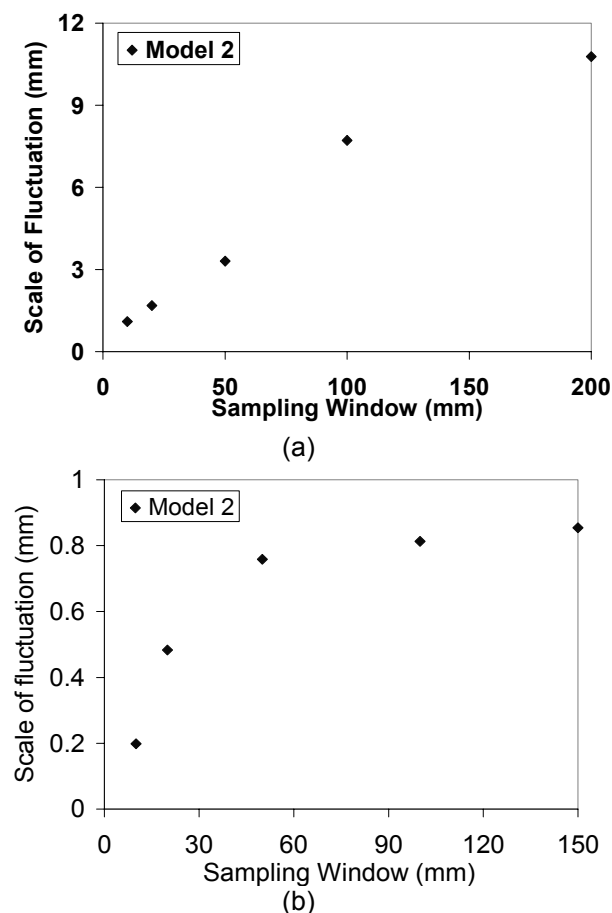 12
9
6
3
0
Scale of Fluctuation (mm)
Model 2
0 50 100 150 200
Sampling Window (mm)
(a)
1
0.8
0.6
0.4
0.2
0
Scale of fluctuation (mm)
Model 2
0 30 60 90 120 150
Sampling Window (mm)
(b)